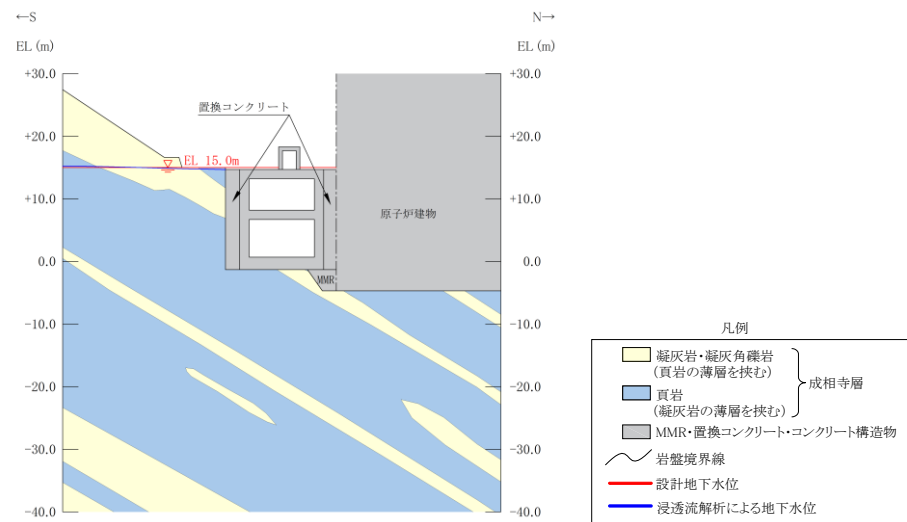 ←S
N→
EL (m)
EL (m)
+30.0
+30.0
置換コンクリート
+20.0
+20.0
EL 15.0m
+10.0
+10.0
原子炉建物
0.0
0.0
MMR
-10.0
-10.0
-20.0
-20.0
-30.0
-30.0
-40.0
-40.0
凡例
凝灰岩・凝灰角礫岩
(頁岩の薄層を挟む)
成相寺層
頁岩
(凝灰岩の薄層を挟む)
MMR・置換コンクリート・コンクリート構造物
岩盤境界線
設計地下水位
浸透流解析による地下水位